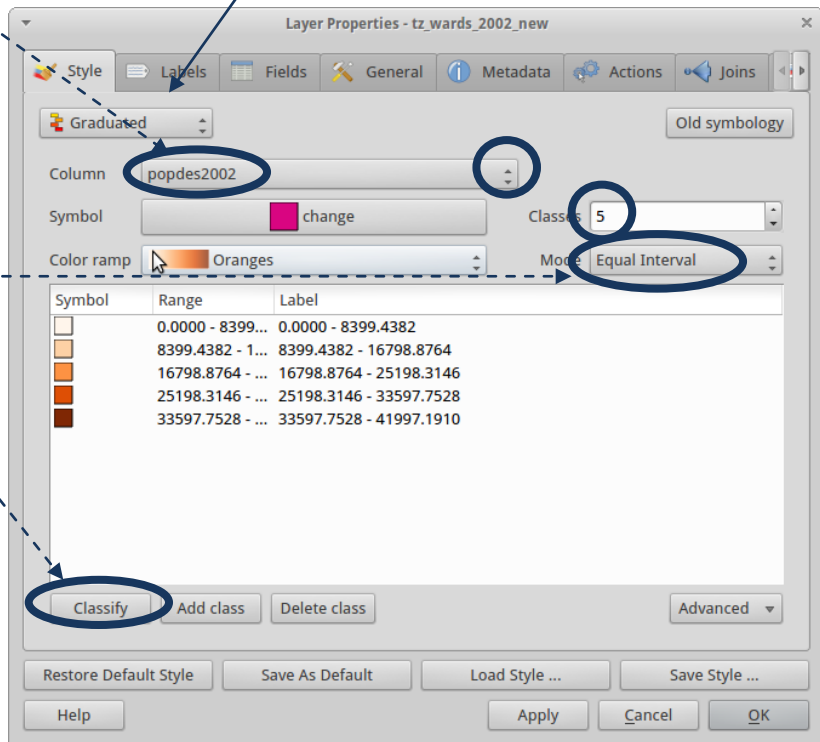 Layer Properties - tz_wards_2002_new
Style Labels Fields General Metadata Actions Joins
Graduated Old symbology
Column popdes2002
Symbol change Classes 5
Color ramp Oranges Mode Equal Interval
Symbol Range Label
0.0000 - 8399... 0.0000 - 8399.4382
8399.4382 - 1... 8399.4382 - 16798.8764
16798.8764 - ... 16798.8764 - 25198.3146
25198.3146 - ... 25198.3146 - 33597.7528
33597.7528 - ... 33597.7528 - 41997.1910
Classify Add class Delete class Advanced
Restore Default Style Save As Default Load Style ... Save Style ...
Help Apply Cancel OK